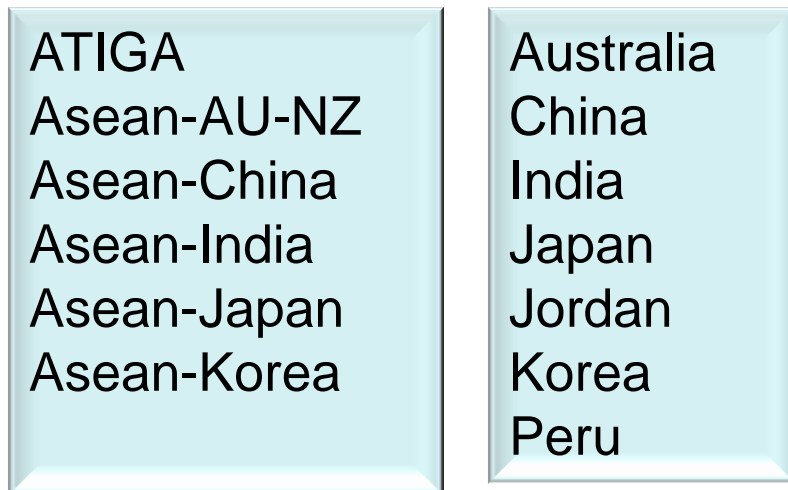 ATIGA
Asean-AU-NZ
Asean-China
Asean-India
Asean-Japan
Asean-Korea
Australia
China
India
Japan
Jordan
Korea
Peru